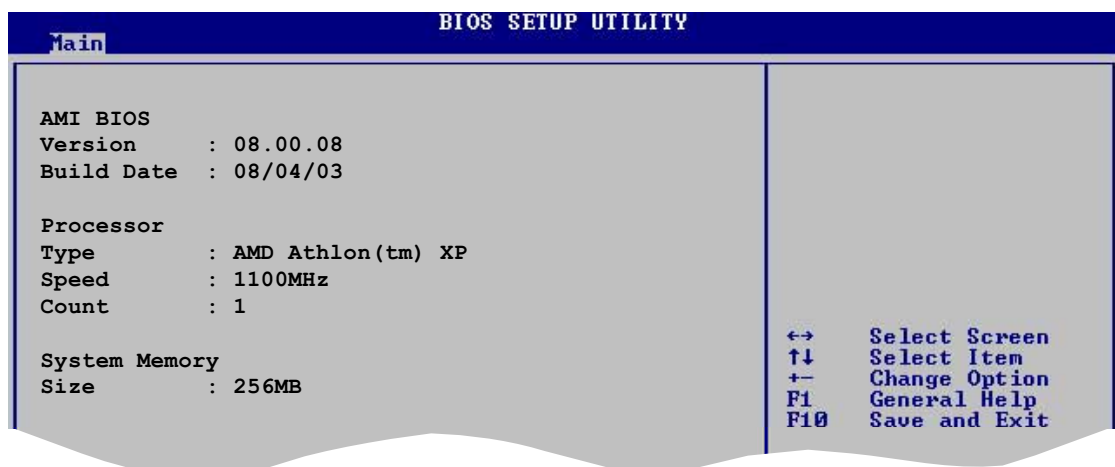 BIOS SETUP UTILITY
Main
AMI BIOS
Version : 08.00.08
Build Date : 08/04/03
Processor
Type : AMD Athlon(tm) XP
Speed : 1100MHz
Count : 1
System Memory
Size : 256MB
←→ Select Screen
↑↓ Select Item
+- Change Option
F1 General Help
F10 Save and Exit